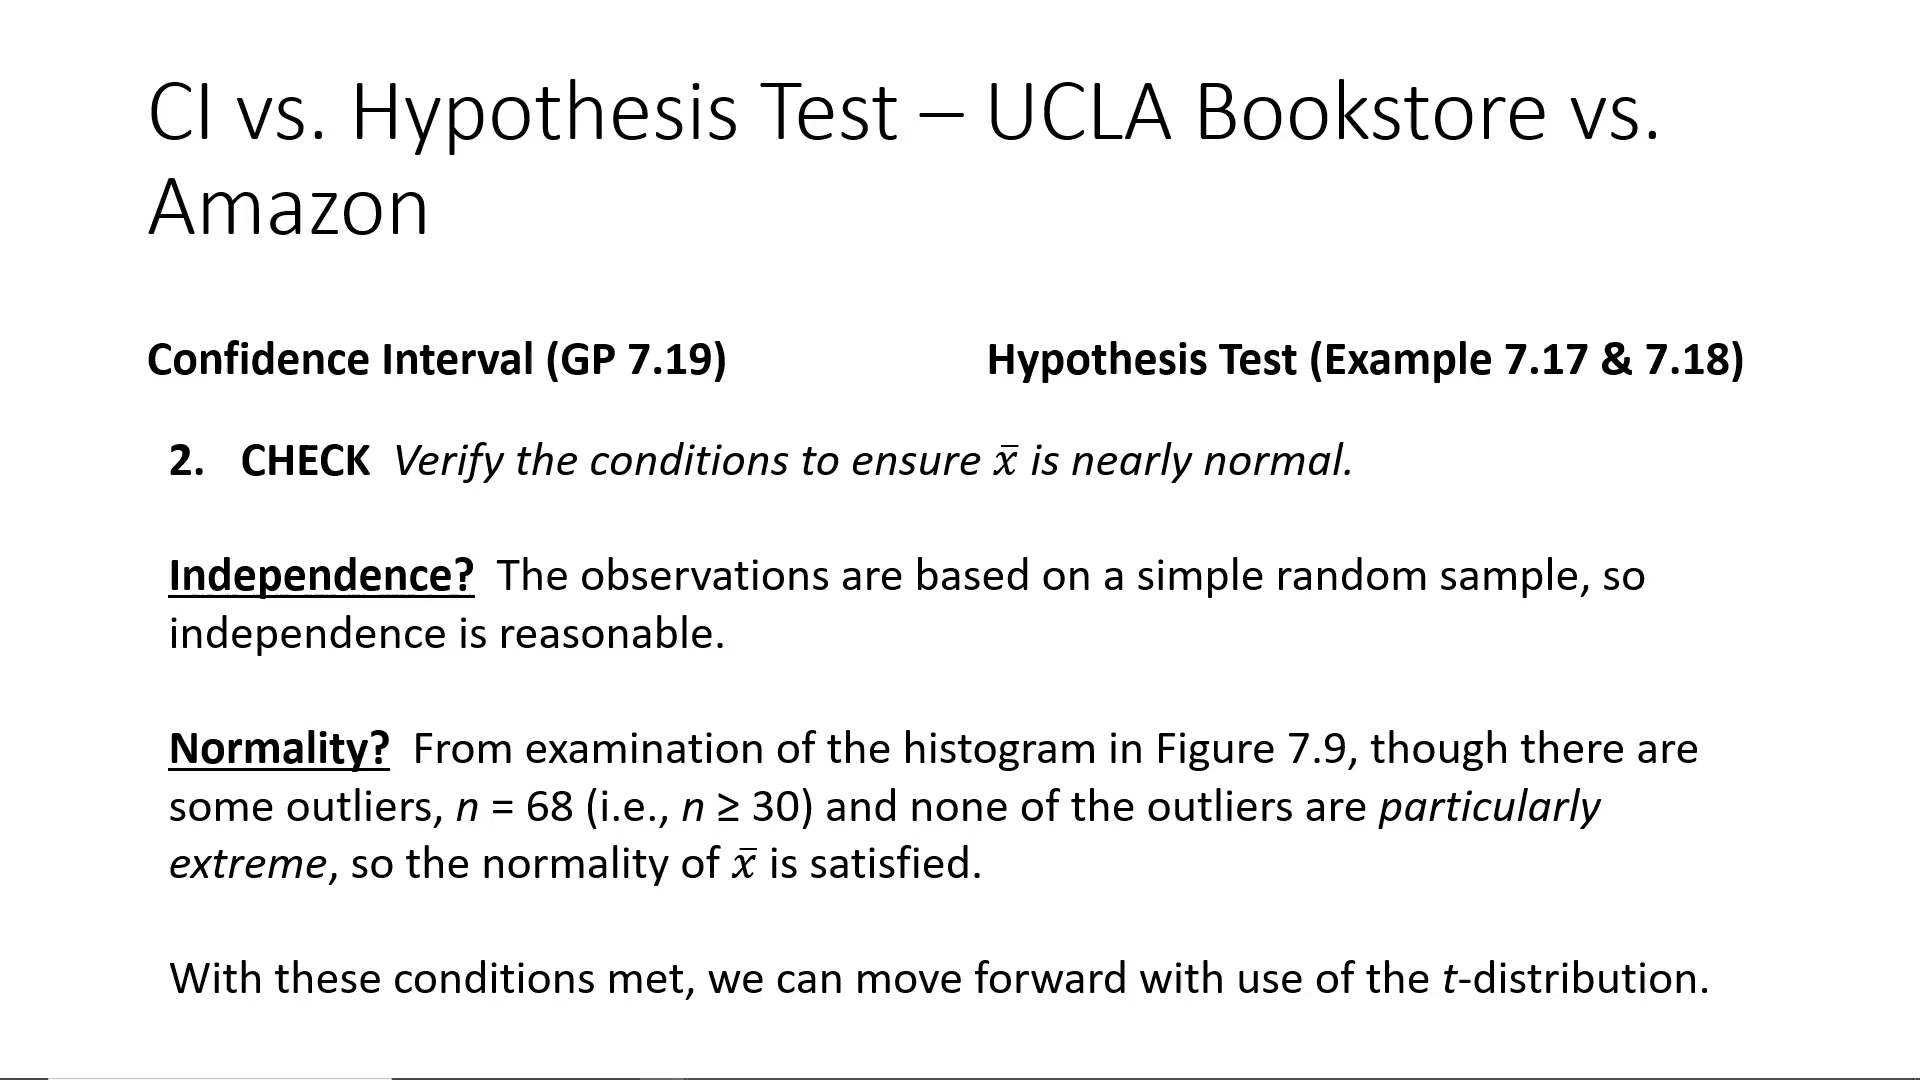 CI vs. Hypothesis Test – UCLA Bookstore vs.
Amazon
Confidence Interval (GP 7.19)
Hypothesis Test (Example 7.17 & 7.18)
2. CHECK Verify the conditions to ensure x̄ is nearly normal.
Independence? The observations are based on a simple random sample, so
independence is reasonable.
Normality? From examination of the histogram in Figure 7.9, though there are
some outliers, n = 68 (i.e., n ≥ 30) and none of the outliers are particularly
extreme, so the normality of x̄ is satisfied.
With these conditions met, we can move forward with use of the t-distribution.